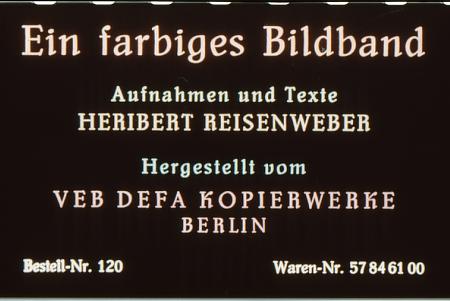 Ein farbiges Bildband
Aufnahmen und Texte
HERIBERT REISENWEBER
Hergestellt vom
VEB DEFA KOPIERWERKE
BERLIN
Bestell-Nr. 120
Waren-Nr. 57 84 61 00